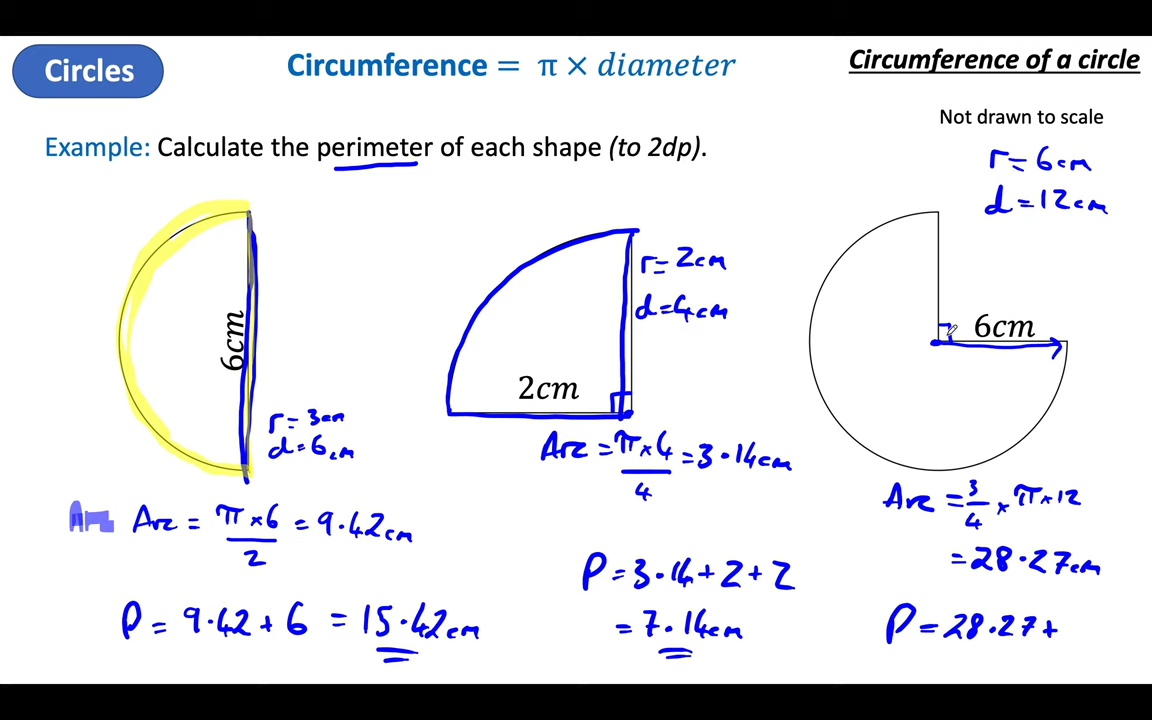 Circles
Circumference = π × diameter
Circumference of a circle
Not drawn to scale
Example: Calculate the perimeter of each shape (to 2dp).
6cm
r = 3cm
d = 6cm
Arc = π × 6 / 2 = 9.42cm
P = 9.42 + 6 = 15.42cm
r = 2cm
d = 4cm
2cm
Arc = π × 4 / 4 = 3.14cm
P = 3.14 + 2 + 2
= 7.14cm
r = 6cm
d = 12cm
6cm
Arc = 3/4 × π × 12
= 28.27cm
P = 28.27 +